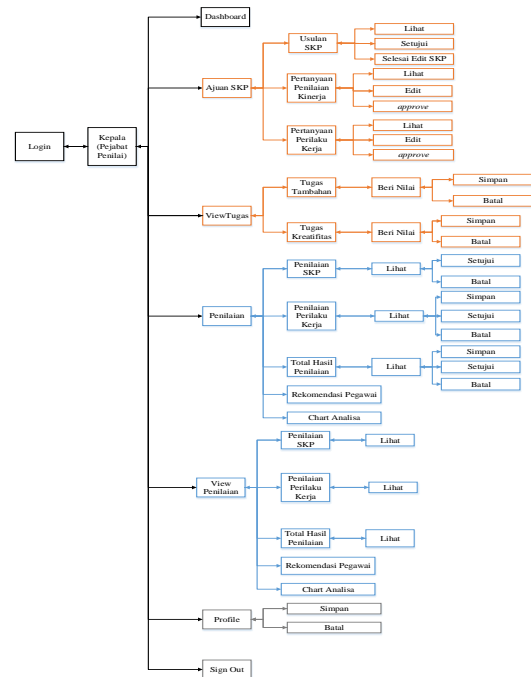 Dashboard
Usulan
SKP
Lihat
Setujui
Selesai Edit SKP
Ajuan SKP
Pertanyaan
Penilaian
Kinerja
Lihat
Edit
approve
Pertanyaan
Perilaku
Kerja
Lihat
Edit
approve
Login
Kepala
(Pejabat
Penilai)
ViewTugas
Tugas
Tambahan
Beri Nilai
Simpan
Batal
Tugas
Kreatifitas
Beri Nilai
Simpan
Batal
Penilaian
Penilaian
SKP
Lihat
Setujui
Batal
Penilaian
Perilaku
Kerja
Lihat
Simpan
Setujui
Batal
Total Hasil
Penilaian
Lihat
Simpan
Setujui
Batal
Rekomendasi Pegawai
Chart Analisa
View
Penilaian
Penilaian
SKP
Lihat
Penilaian
Perilaku
Kerja
Lihat
Total Hasil
Penilaian
Lihat
Rekomendasi Pegawai
Chart Analisa
Profile
Simpan
Batal
Sign Out